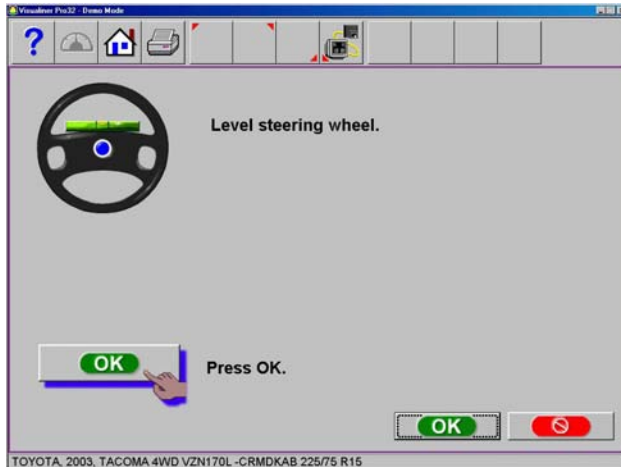 Visualiner Pro32 - Demo Mode
?
Level steering wheel.
OK
Press OK.
OK
TOYOTA, 2003, TACOMA 4WD VZN170L -CRMDKAB 225/75 R15